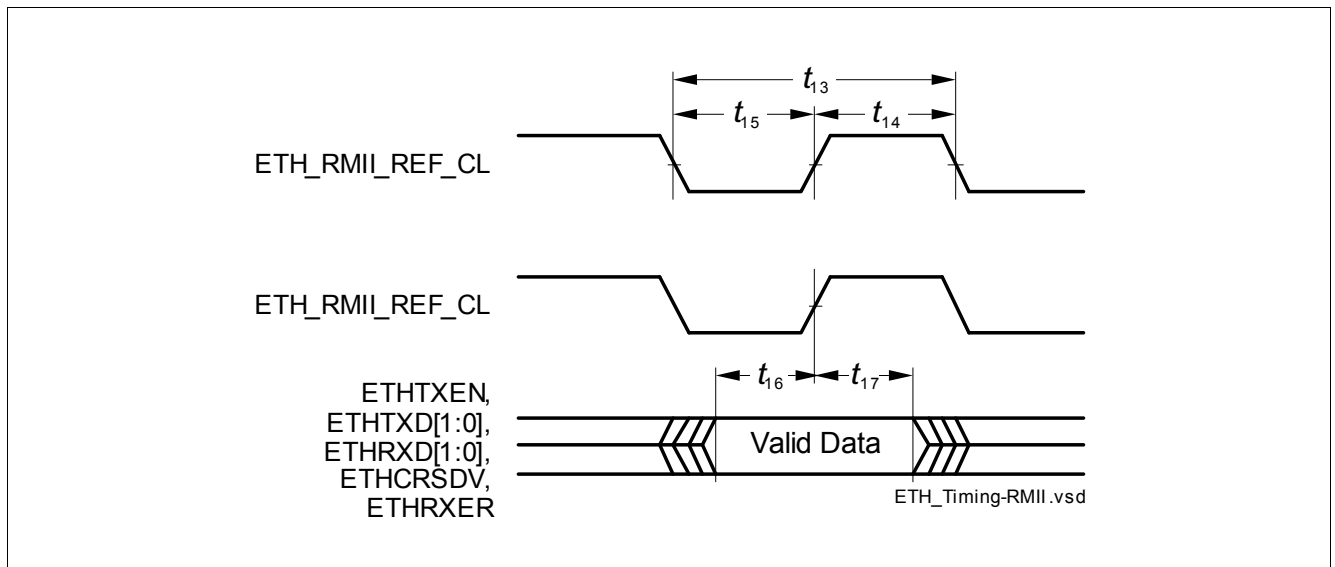 t13
t15
t14
ETH_RMII_REF_CL
ETH_RMII_REF_CL
t16
t17
ETHTXEN,
ETHTXD[1:0],
ETHRXD[1:0],
ETHCRSDV,
ETHRXER
Valid Data
ETH_Timing-RMII.vsd